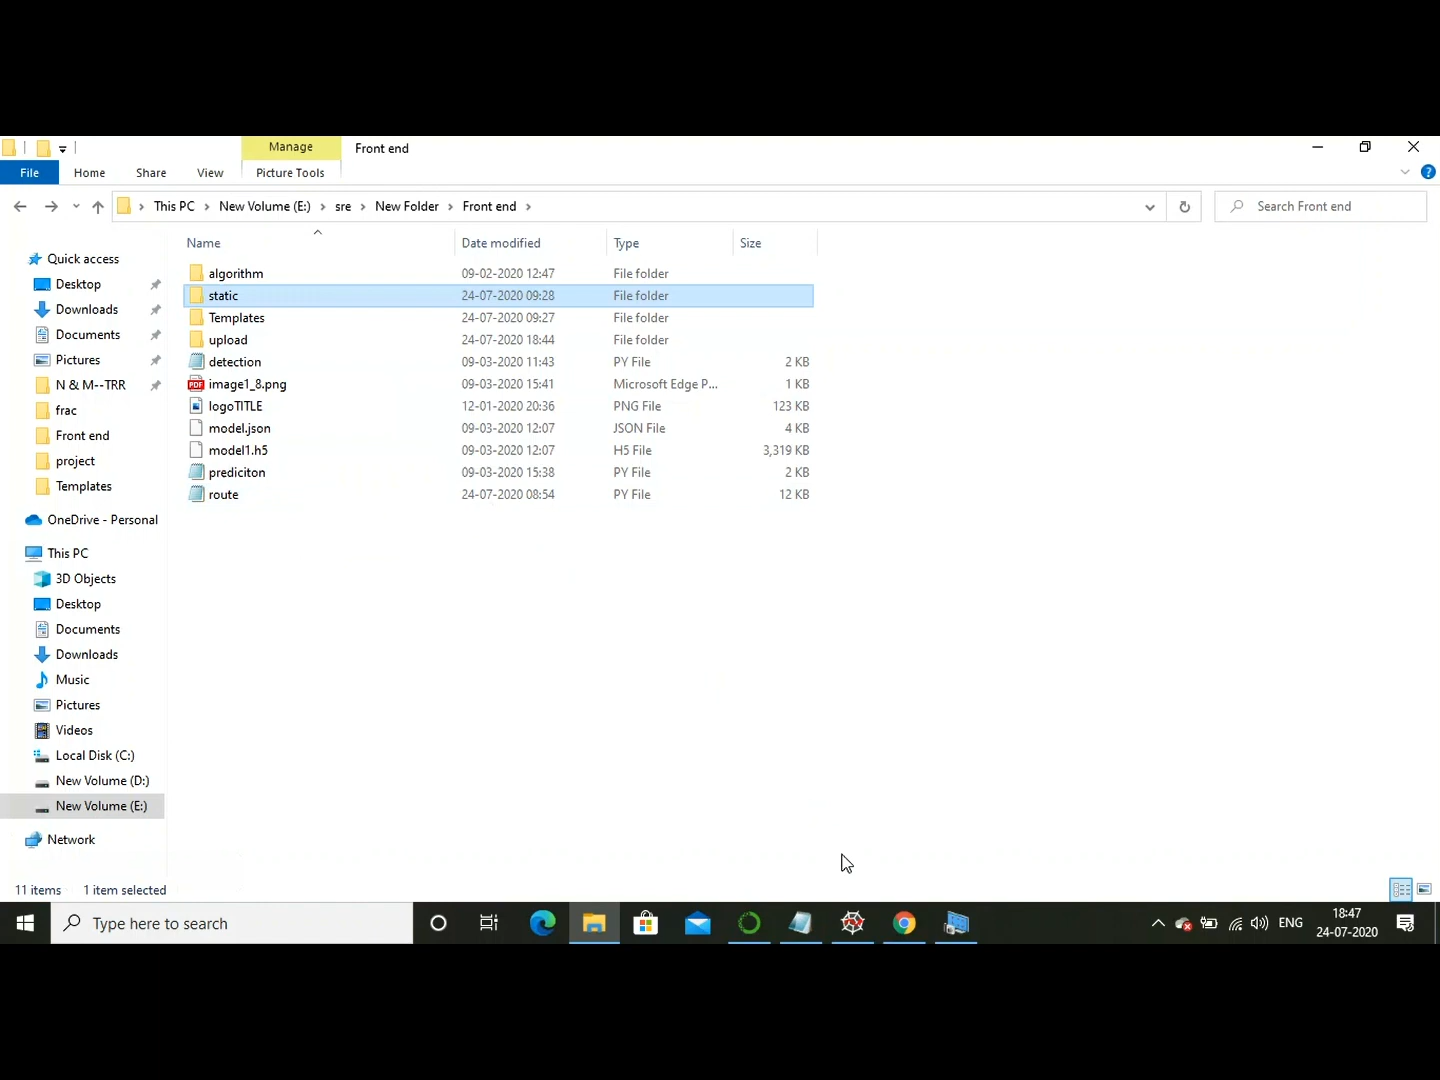 Manage
Front end
File
Home
Share
View
Picture Tools
This PC
New Volume (E:)
sre
New Folder
Front end
Search Front end
Name
Date modified
Type
Size
Quick access
Desktop
Downloads
Documents
Pictures
N & M--TRR
frac
Front end
project
Templates
OneDrive - Personal
This PC
3D Objects
Desktop
Documents
Downloads
Music
Pictures
Videos
Local Disk (C:)
New Volume (D:)
New Volume (E:)
Network
algorithm 09-02-2020 12:47 File folder
static 24-07-2020 09:28 File folder
Templates 24-07-2020 09:27 File folder
upload 24-07-2020 18:44 File folder
detection 09-03-2020 11:43 PY File 2 KB
PDF image1_8.png 09-03-2020 15:41 Microsoft Edge P... 1 KB
logoTITLE 12-01-2020 20:36 PNG File 123 KB
model.json 09-03-2020 12:07 JSON File 4 KB
model1.h5 09-03-2020 12:07 H5 File 3,319 KB
prediciton 09-03-2020 15:38 PY File 2 KB
route 24-07-2020 08:54 PY File 12 KB
11 items 1 item selected
Type here to search
ENG
18:47
24-07-2020